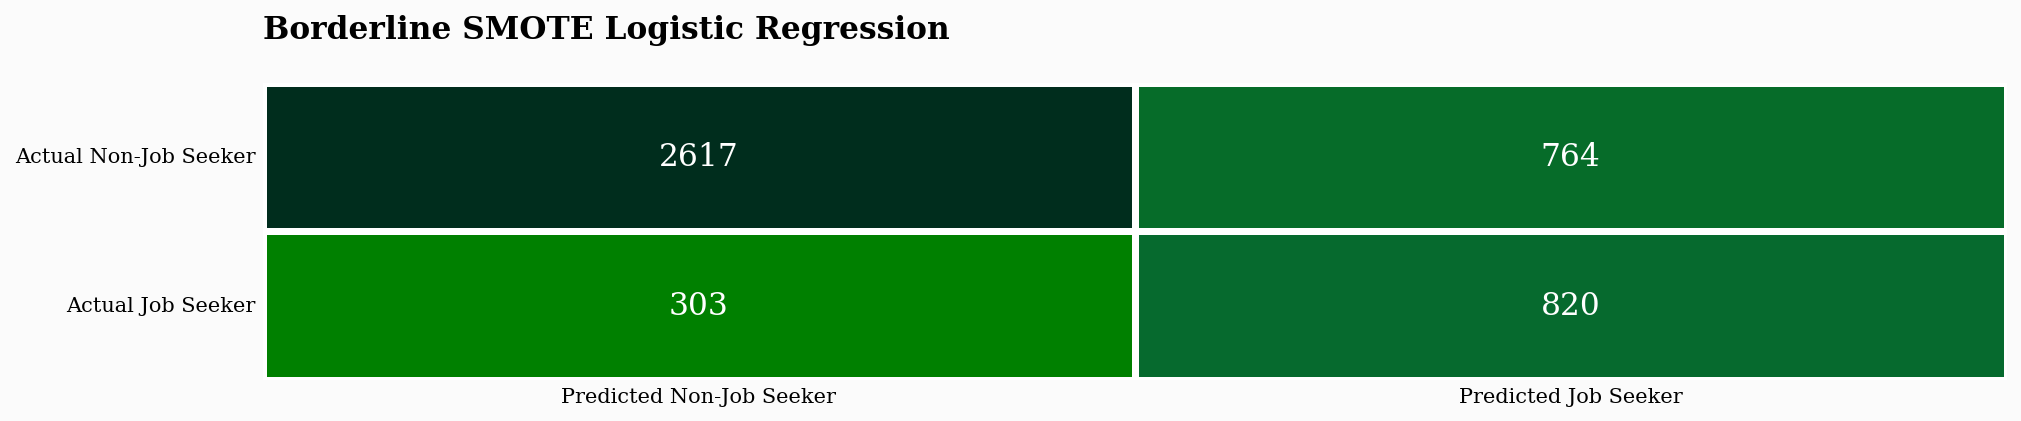 Borderline SMOTE Logistic Regression
Actual Non-Job Seeker 2617 764
Actual Job Seeker 303 820
Predicted Non-Job Seeker Predicted Job Seeker